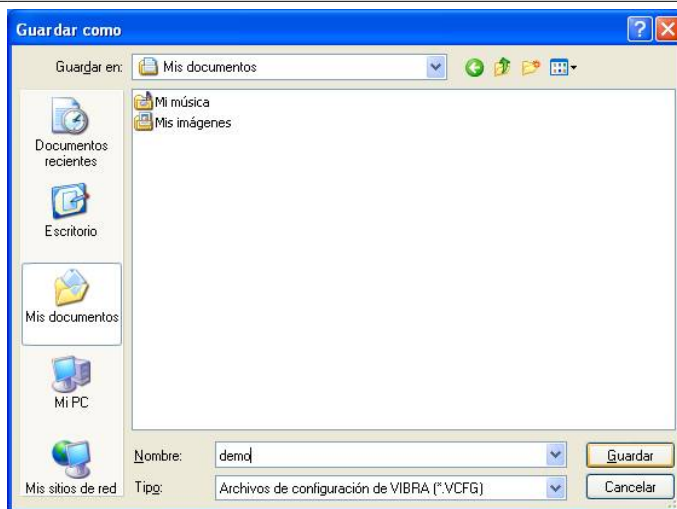 Guardar como
Guardar en: Mis documentos
Mi música
Mis imágenes
Documentos
recientes
Escritorio
Mis documentos
Mi PC
Mis sitios de red
Nombre: demo Guardar
Tipo: Archivos de configuración de VIBRA (*.VCFG) Cancelar